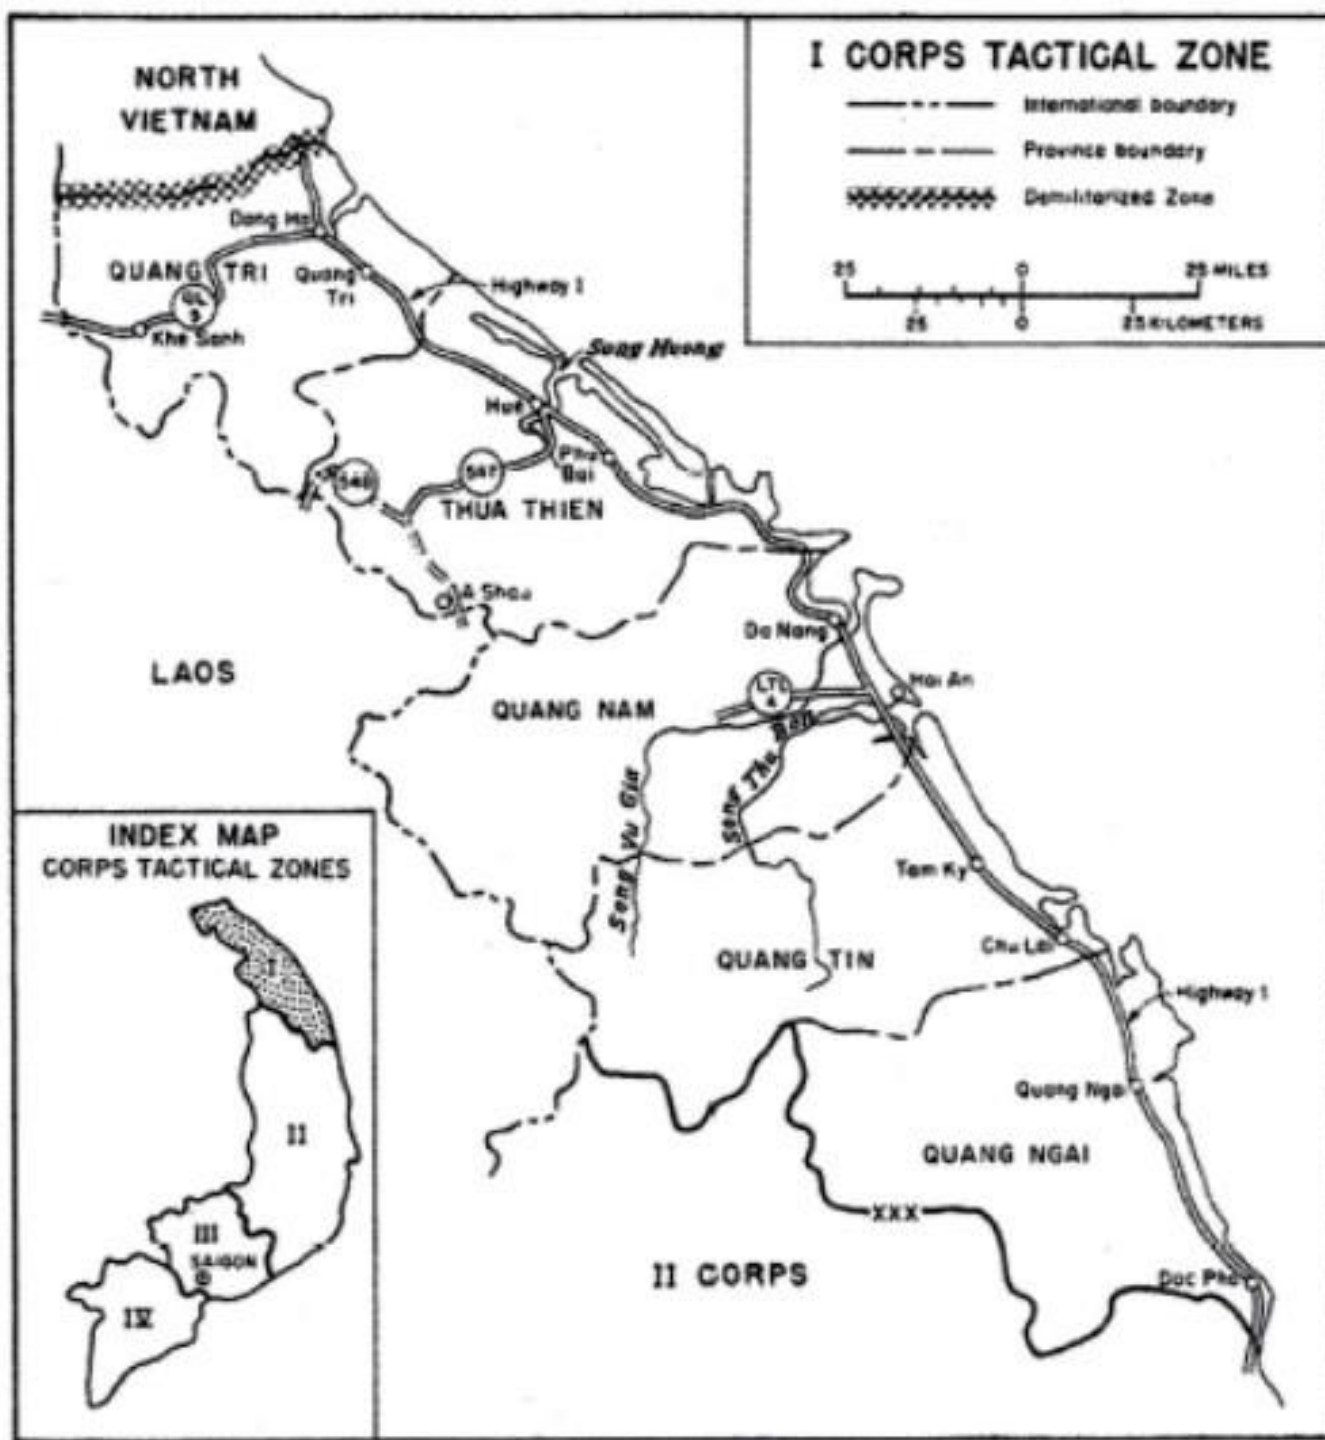 I CORPS TACTICAL ZONE
International boundary
Province boundary
Demilitarized Zone
25 0 25 MILES
25 0 25 KILOMETERS
NORTH
VIETNAM
Dong Ha
QUANG TRI
Quang
Tri
Highway I
QL
9
Khe Sanh
Song Huong
Hue
Phu
Bai
548
547
THUA THIEN
A Shau
LAOS
Da Nang
LTL
4
Hoi An
QUANG NAM
Song Vu Gia
Song Thu Bon
Tam Ky
Chu Lai
QUANG TIN
Highway I
Quang Ngai
QUANG NGAI
XXX
II CORPS
Duc Pho
INDEX MAP
CORPS TACTICAL ZONES
I
II
III
SAIGON
IV